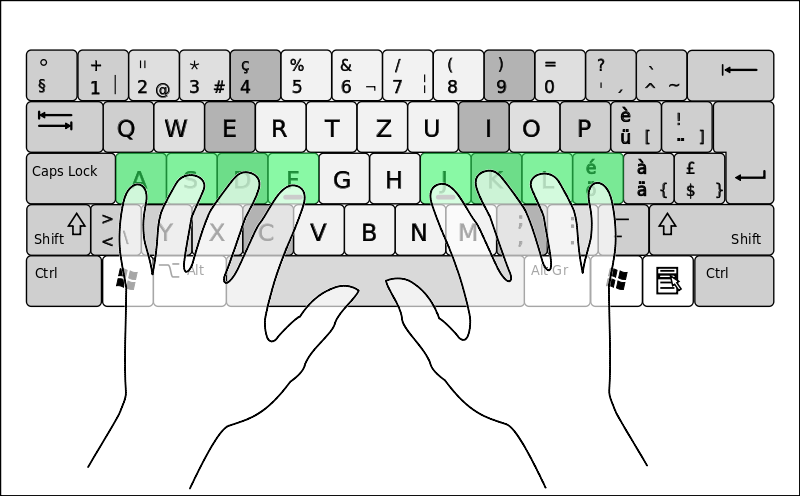 ° + " * ç % & / ( ) = ? `
§ 1 | 2 @ 3 # 4 5 6 ¬ 7 ¦ 8 9 0 ' ´ ^ ~
Q W E R T Z U I O P è ü [ ! ¨ ]
Caps Lock A S D F G H J K L é ö à ä { £ $ }
Shift > < \ Y X C V B N M ; , : . _ - Shift
Ctrl Alt Alt Gr Ctrl